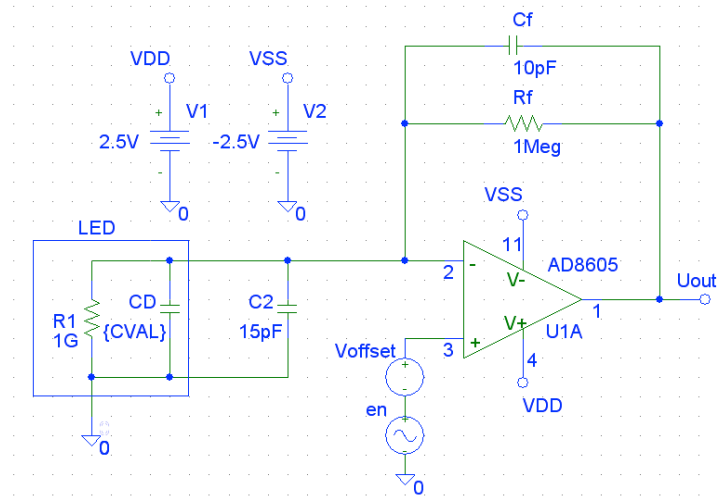 Cf
10pF
VDD
VSS
Rf
+
V1
+
V2
2.5V
-2.5V
1Meg
-
-
0
0
VSS
LED
11
AD8605
2
-
V-
Uout
R1
CD
C2
1
1G
{CVAL}
15pF
V+
U1A
Voffset
3
+
4
+
-
VDD
en
+
-
0
0